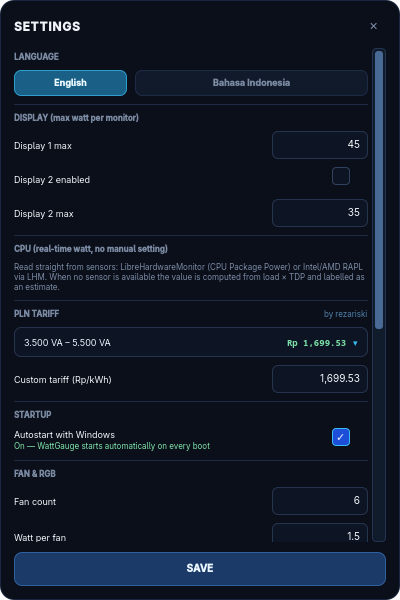 SETTINGS ×
LANGUAGE
English Bahasa Indonesia
DISPLAY (max watt per monitor)
Display 1 max 45
Display 2 enabled
Display 2 max 35
CPU (real-time watt, no manual setting)
Read straight from sensors: LibreHardwareMonitor (CPU Package Power) or Intel/AMD RAPL
via LHM. When no sensor is available the value is computed from load × TDP and labelled as
an estimate.
PLN TARIFF by rezariski
3.500 VA – 5.500 VA Rp 1,699.53 ▼
Custom tariff (Rp/kWh) 1,699.53
STARTUP
Autostart with Windows ✓
On — WattGauge starts automatically on every boot
FAN & RGB
Fan count 6
Watt per fan 1.5
SAVE